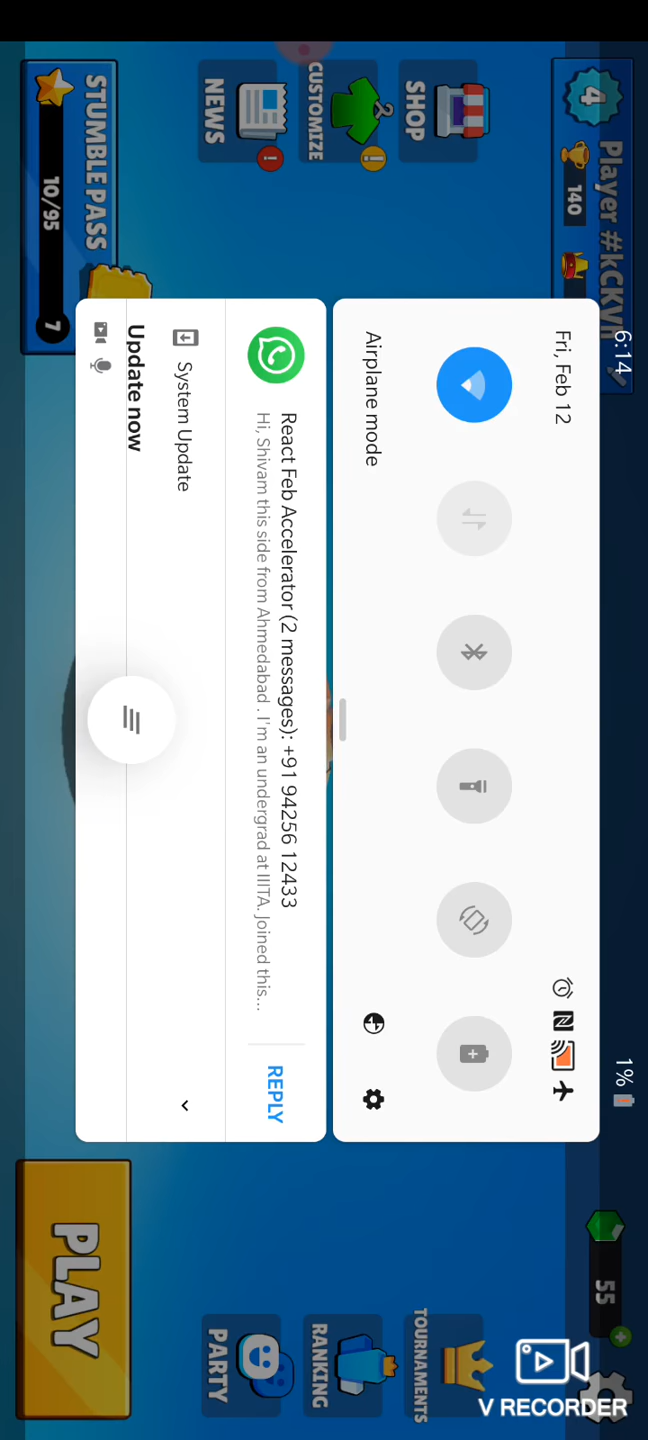 6:14
1%
Fri, Feb 12
Airplane mode
React Feb Accelerator (2 messages): +91 94256 12433
Hi, Shivam this side from Ahmedabad . I'm an undergrad at IIITA. Joined this...
REPLY
System Update
Update now
4
Player #kCKV
140
55
SHOP
CUSTOMIZE
NEWS
STUMBLE PASS
10/95
7
TOURNAMENTS
RANKING
PARTY
PLAY
V RECORDER